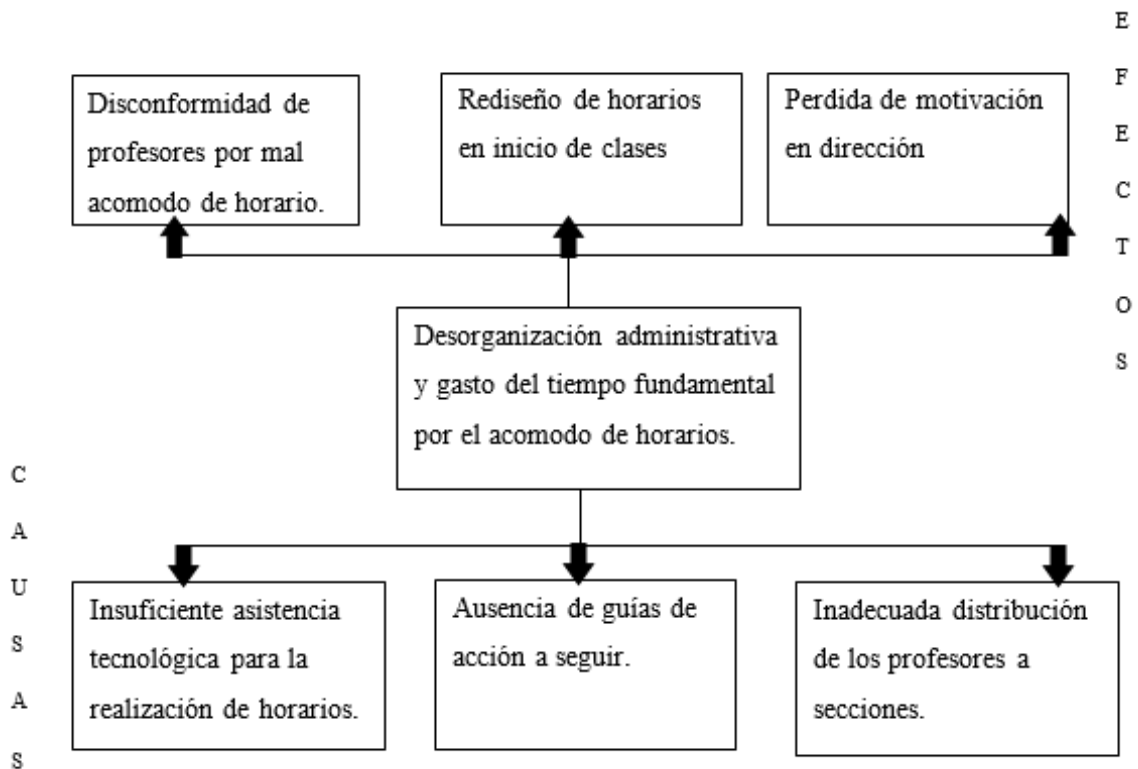 E
F
E
C
T
O
S
Disconformidad de
profesores por mal
acomodo de horario.
Rediseño de horarios
en inicio de clases
Perdida de motivación
en dirección
Desorganización administrativa
y gasto del tiempo fundamental
por el acomodo de horarios.
C
A
U
S
A
S
Insuficiente asistencia
tecnológica para la
realización de horarios.
Ausencia de guías de
acción a seguir.
Inadecuada distribución
de los profesores a
secciones.